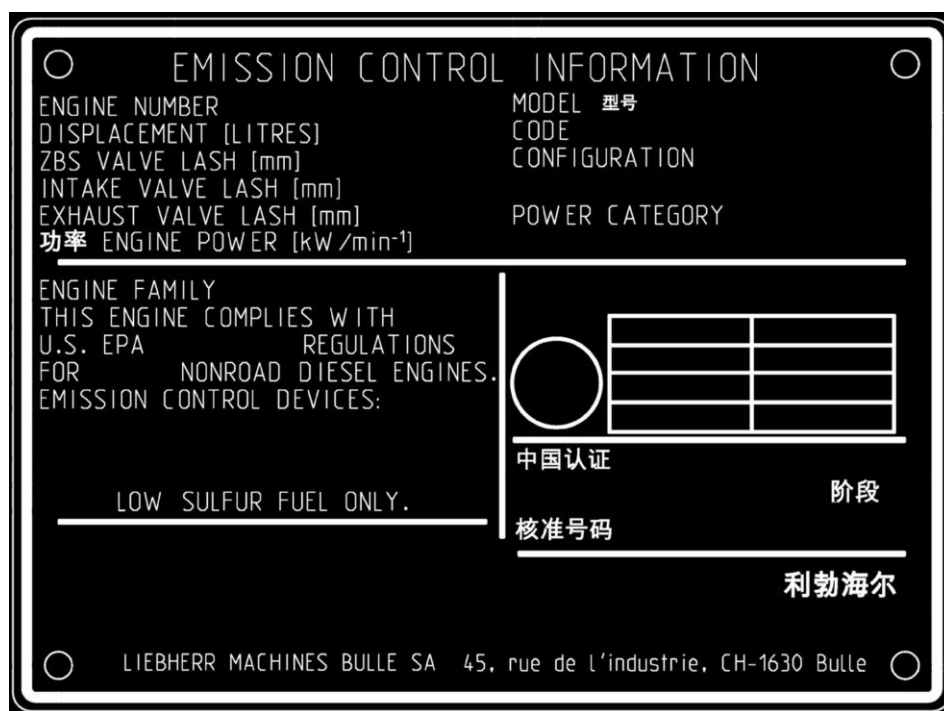 EMISSION CONTROL INFORMATION
ENGINE NUMBER
DISPLACEMENT [LITRES]
ZBS VALVE LASH [mm]
INTAKE VALVE LASH [mm]
EXHAUST VALVE LASH [mm]
功率 ENGINE POWER [kW/min-1]
MODEL 型号
CODE
CONFIGURATION
POWER CATEGORY
ENGINE FAMILY
THIS ENGINE COMPLIES WITH
U.S. EPA REGULATIONS
FOR NONROAD DIESEL ENGINES.
EMISSION CONTROL DEVICES:
LOW SULFUR FUEL ONLY.
中国认证
阶段
核准号码
利勃海尔
LIEBHERR MACHINES BULLE SA 45, rue de l'industrie, CH-1630 Bulle